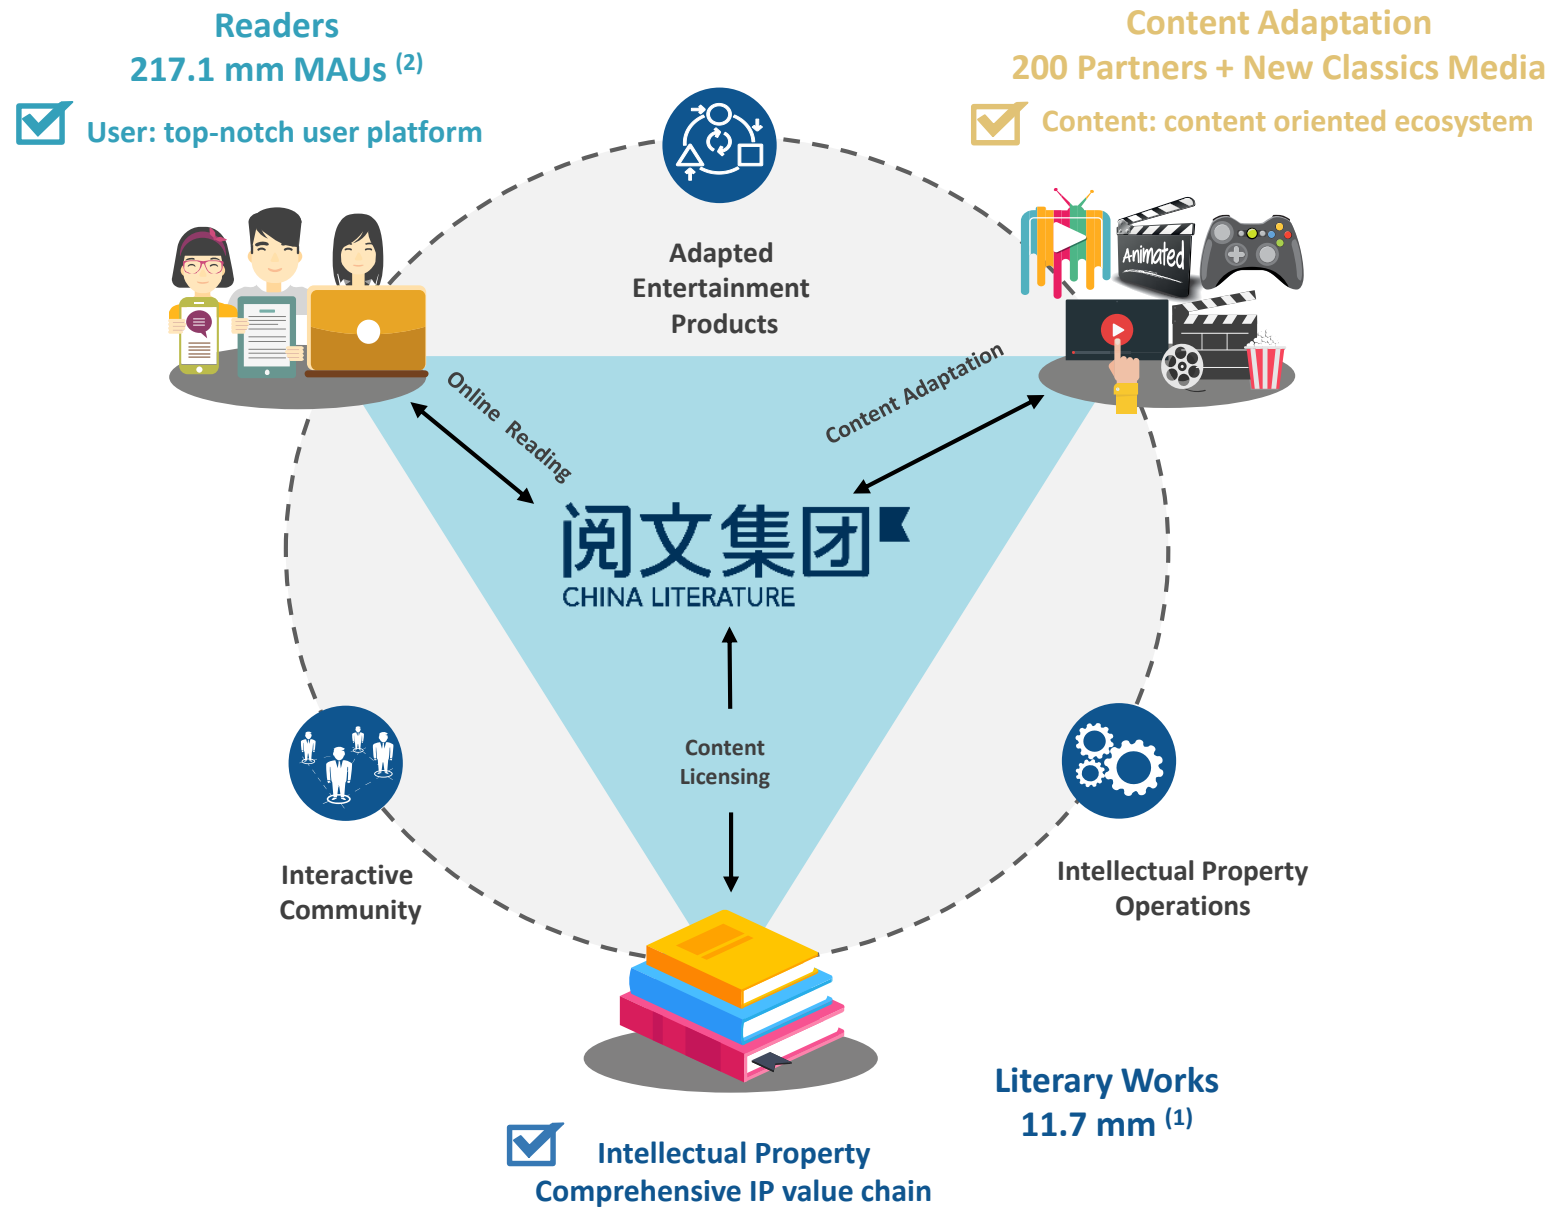 Readers
217.1 mm MAUs (2)
User: top-notch user platform
Content Adaptation
200 Partners + New Classics Media
Content: content oriented ecosystem
Animated
Adapted
Entertainment
Products
Online Reading
Content Adaptation
阅文集团
CHINA LITERATURE
Content
Licensing
Interactive
Community
Intellectual Property
Operations
Literary Works
11.7 mm (1)
Intellectual Property
Comprehensive IP value chain